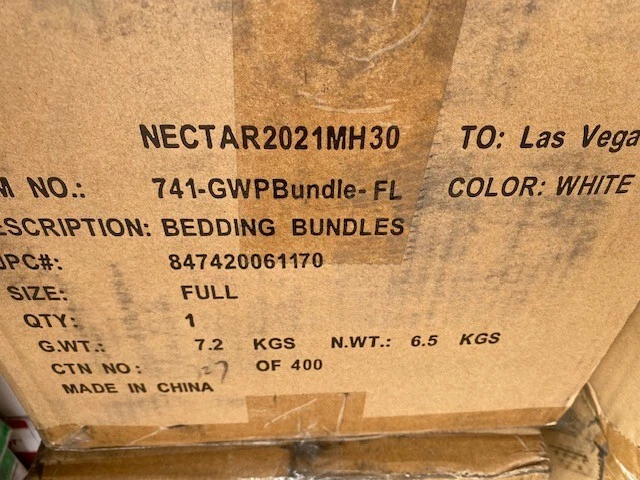 NECTAR2021MH30 TO: Las Vega
M NO.: 741-GWPBundle-FL COLOR: WHITE
ESCRIPTION: BEDDING BUNDLES
UPC#: 847420061170
SIZE: FULL
QTY: 1
G.WT.: 7.2 KGS N.WT.: 6.5 KGS
CTN NO: OF 400
MADE IN CHINA